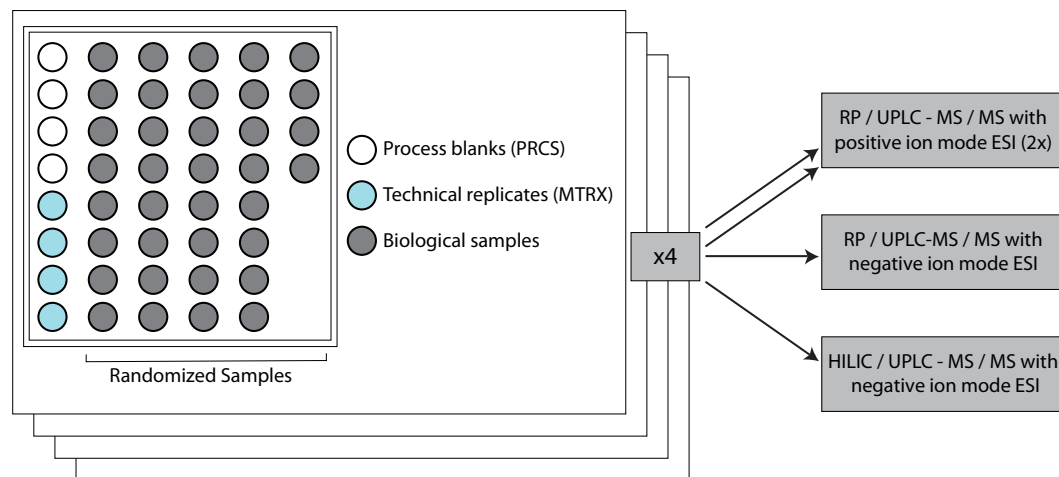 Process blanks (PRCS)
Technical replicates (MTRX)
Biological samples
Randomized Samples
x4
RP / UPLC - MS / MS with
positive ion mode ESI (2x)
RP / UPLC-MS / MS with
negative ion mode ESI
HILIC / UPLC - MS / MS with
negative ion mode ESI